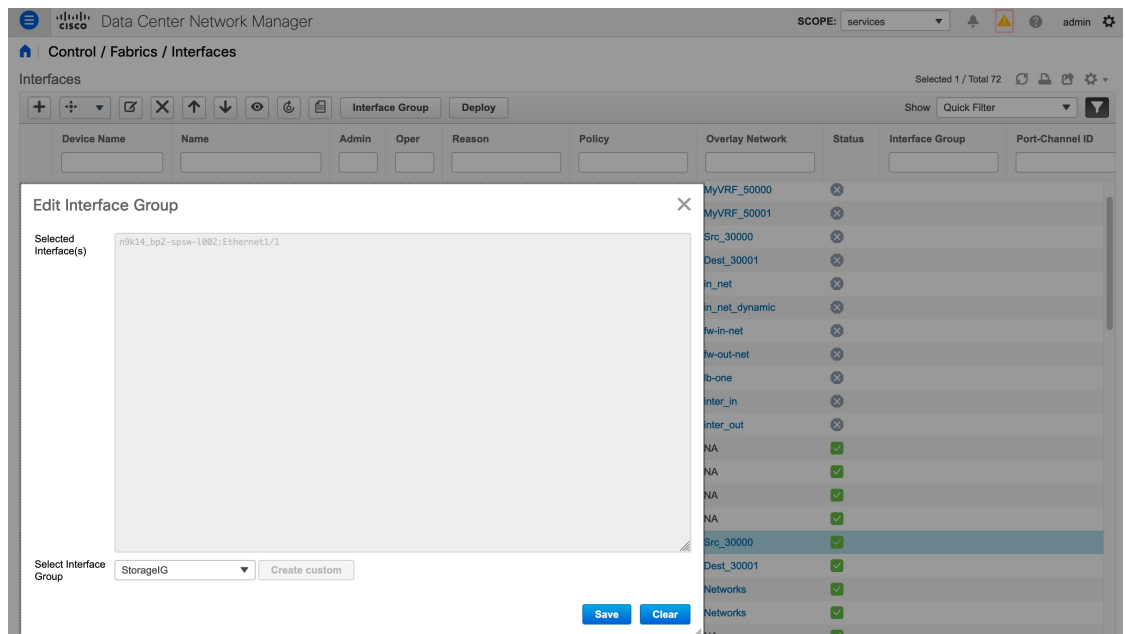 cisco Data Center Network Manager SCOPE: services admin
Control / Fabrics / Interfaces
Interfaces Selected 1 / Total 72
Interface Group Deploy Show Quick Filter
Device Name Name Admin Oper Reason Policy Overlay Network Status Interface Group Port-Channel ID
Edit Interface Group
Selected Interface(s)
n9k14_bp2-spsw-l002:Ethernet1/1
MyVRF_50000
MyVRF_50001
Src_30000
Dest_30001
in_net
in_net_dynamic
fw-in-net
fw-out-net
lb-one
inter_in
inter_out
NA
NA
NA
NA
Src_30000
Dest_30001
Networks
Networks
Select Interface Group
StorageIG Create custom
Save Clear